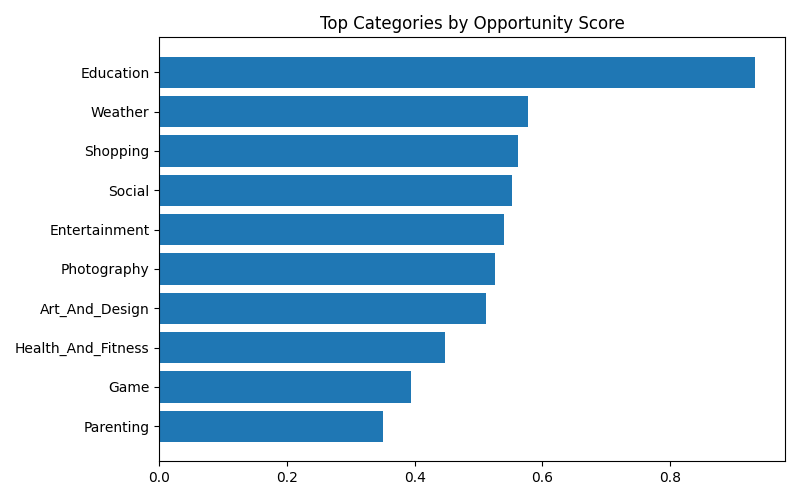 Top Categories by Opportunity Score
Education
Weather
Shopping
Social
Entertainment
Photography
Art_And_Design
Health_And_Fitness
Game
Parenting
0.0 0.2 0.4 0.6 0.8